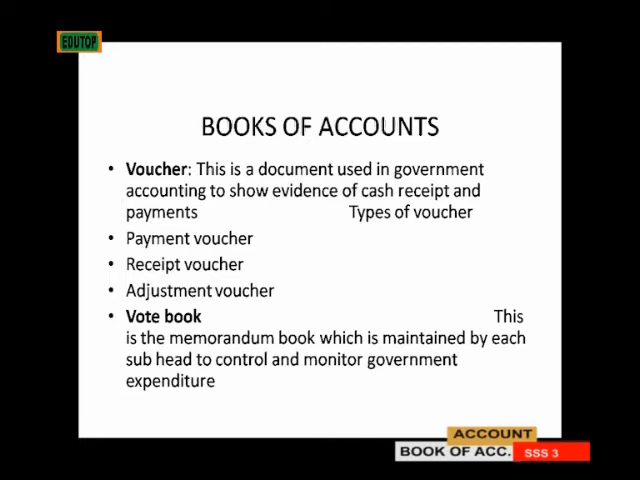 EDUTOP
BOOKS OF ACCOUNTS
• Voucher: This is a document used in government
accounting to show evidence of cash receipt and
payments Types of voucher
• Payment voucher
• Receipt voucher
• Adjustment voucher
• Vote book This
is the memorandum book which is maintained by each
sub head to control and monitor government
expenditure
ACCOUNT
BOOK OF ACC. SSS 3